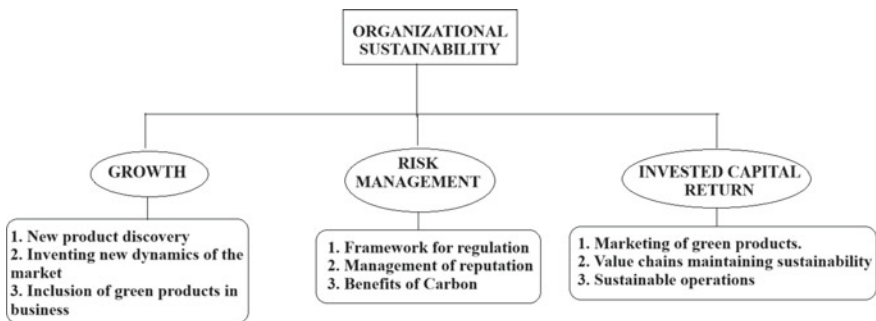 ORGANIZATIONAL
SUSTAINABILITY
GROWTH
1. New product discovery
2. Inventing new dynamics of the
market
3. Inclusion of green products in
business
RISK
MANAGEMENT
1. Framework for regulation
2. Management of reputation
3. Benefits of Carbon
INVESTED CAPITAL
RETURN
1. Marketing of green products.
2. Value chains maintaining sustainability
3. Sustainable operations